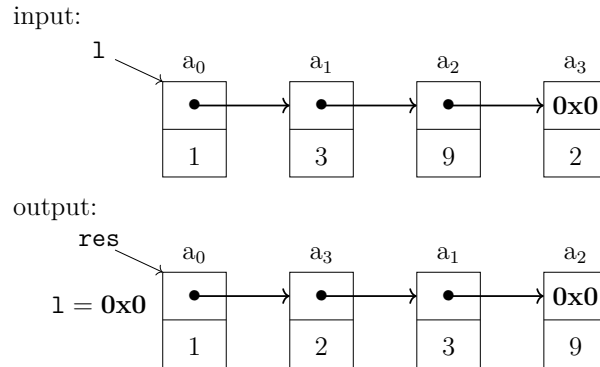 input:
l
a₀ a₁ a₂ a₃
0x0
1 3 9 2
output:
res
a₀ a₃ a₁ a₂
l = 0x0 0x0
1 2 3 9